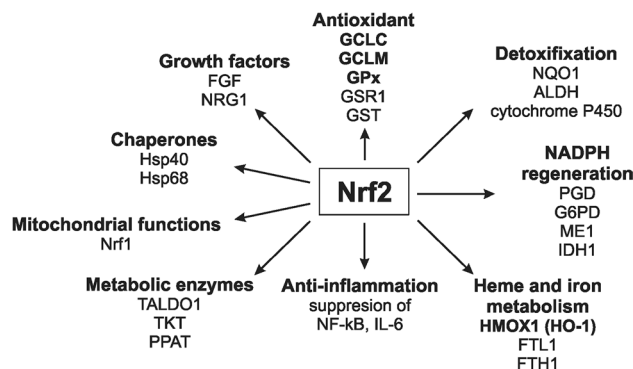 Antioxidant
GCLC
GCLM
GPx
GSR1
GST
Growth factors
FGF
NRG1
Detoxifixation
NQO1
ALDH
cytochrome P450
Chaperones
Hsp40
Hsp68
Nrf2
NADPH
regeneration
PGD
G6PD
ME1
IDH1
Mitochondrial functions
Nrf1
Metabolic enzymes
TALDO1
TKT
PPAT
Anti-inflammation
suppresion of
NF-kB, IL-6
Heme and iron
metabolism
HMOX1 (HO-1)
FTL1
FTH1